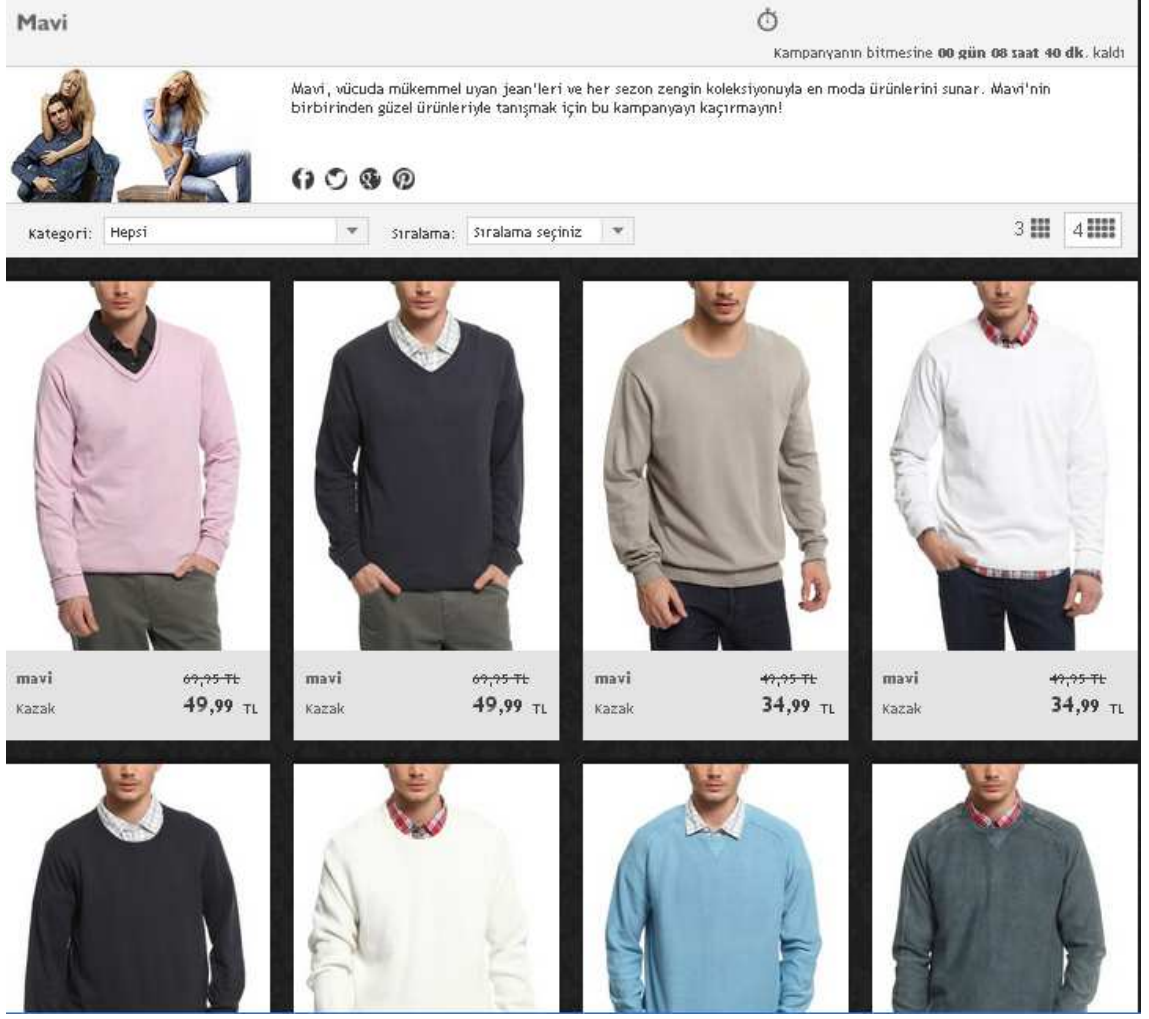 Mavi
Kampanyanın bitmesine 00 gün 08 saat 40 dk. kaldı
Mavi, vücuda mükemmel uyan jean'leri ve her sezon zengin koleksiyonuyla en moda ürünlerini sunar. Mavi'nin
birbirinden güzel ürünleriyle tanışmak için bu kampanyayı kaçırmayın!
Kategori: Hepsi Sıralama: Sıralama seçiniz 3 4
mavi 69,95 TL
Kazak 49,99 TL
mavi 69,95 TL
Kazak 49,99 TL
mavi 49,95 TL
Kazak 34,99 TL
mavi 49,95 TL
Kazak 34,99 TL